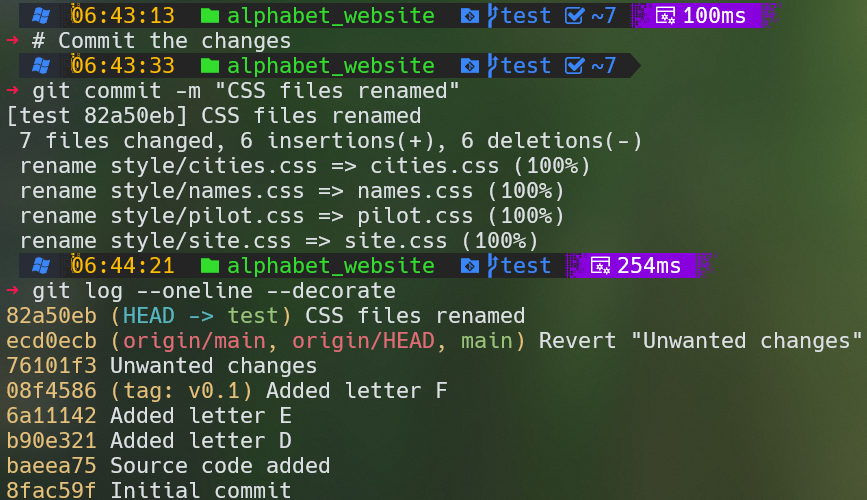 06:43:13 alphabet_website test ~7 100ms
→ # Commit the changes
06:43:33 alphabet_website test ~7
→ git commit -m "CSS files renamed"
[test 82a50eb] CSS files renamed
7 files changed, 6 insertions(+), 6 deletions(-)
rename style/cities.css => cities.css (100%)
rename style/names.css => names.css (100%)
rename style/pilot.css => pilot.css (100%)
rename style/site.css => site.css (100%)
06:44:21 alphabet_website test 254ms
→ git log --oneline --decorate
82a50eb (HEAD -> test) CSS files renamed
ecd0ecb (origin/main, origin/HEAD, main) Revert "Unwanted changes"
76101f3 Unwanted changes
08f4586 (tag: v0.1) Added letter F
6a11142 Added letter E
b90e321 Added letter D
baeea75 Source code added
8fac59f Initial commit